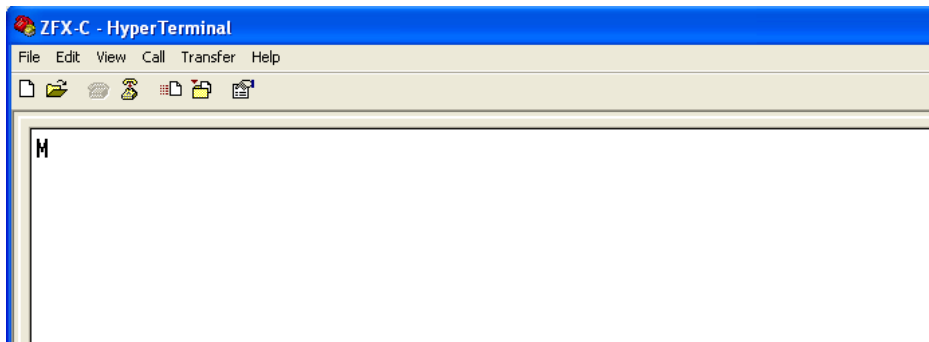 ZFX-C - HyperTerminal
File Edit View Call Transfer Help
M